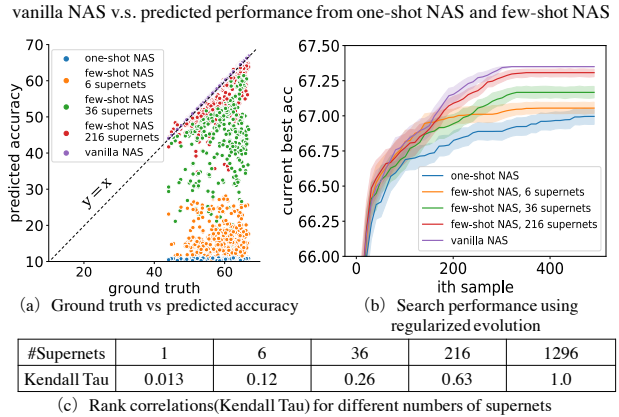 vanilla NAS v.s. predicted performance from one-shot NAS and few-shot NAS
predicted accuracy
70
60
50
40
30
20
10
one-shot NAS
few-shot NAS
6 supernets
few-shot NAS
36 supernets
few-shot NAS
216 supernets
vanilla NAS
y = x
20
40
60
ground truth
(a) Ground truth vs predicted accuracy
current best acc
67.50
67.25
67.00
66.75
66.50
66.25
66.00
one-shot NAS
few-shot NAS, 6 supernets
few-shot NAS, 36 supernets
few-shot NAS, 216 supernets
vanilla NAS
0
200
400
ith sample
(b) Search performance using
regularized evolution
#Supernets 1 6 36 216 1296
Kendall Tau 0.013 0.12 0.26 0.63 1.0
(c) Rank correlations(Kendall Tau) for different numbers of supernets